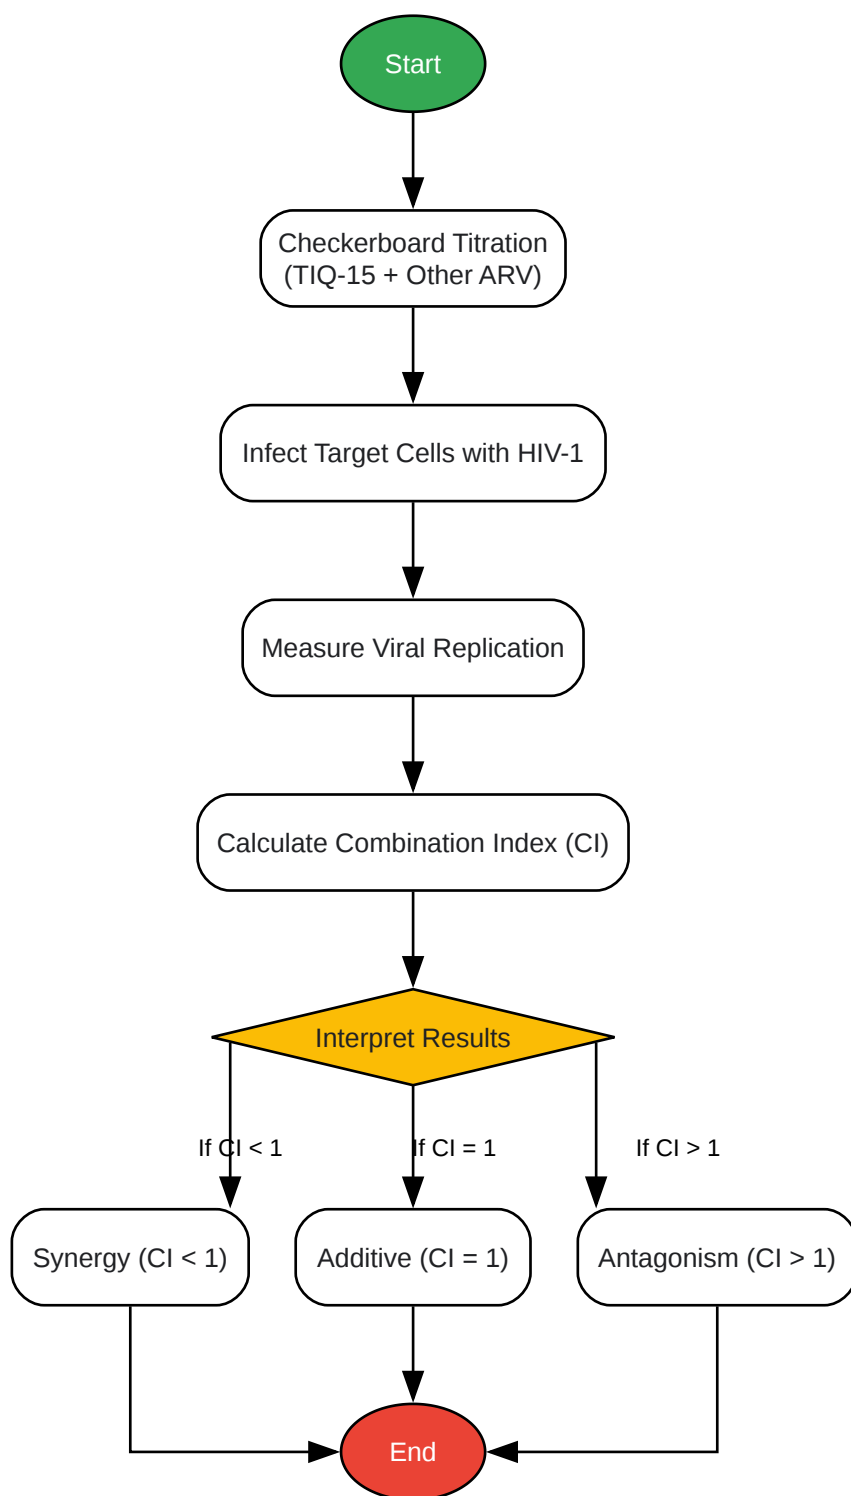 Start
Checkerboard Titration
(TIQ-15 + Other ARV)
Infect Target Cells with HIV-1
Measure Viral Replication
Calculate Combination Index (CI)
Interpret Results
If CI < 1
If CI = 1
If CI > 1
Synergy (CI < 1)
Additive (CI = 1)
Antagonism (CI > 1)
End